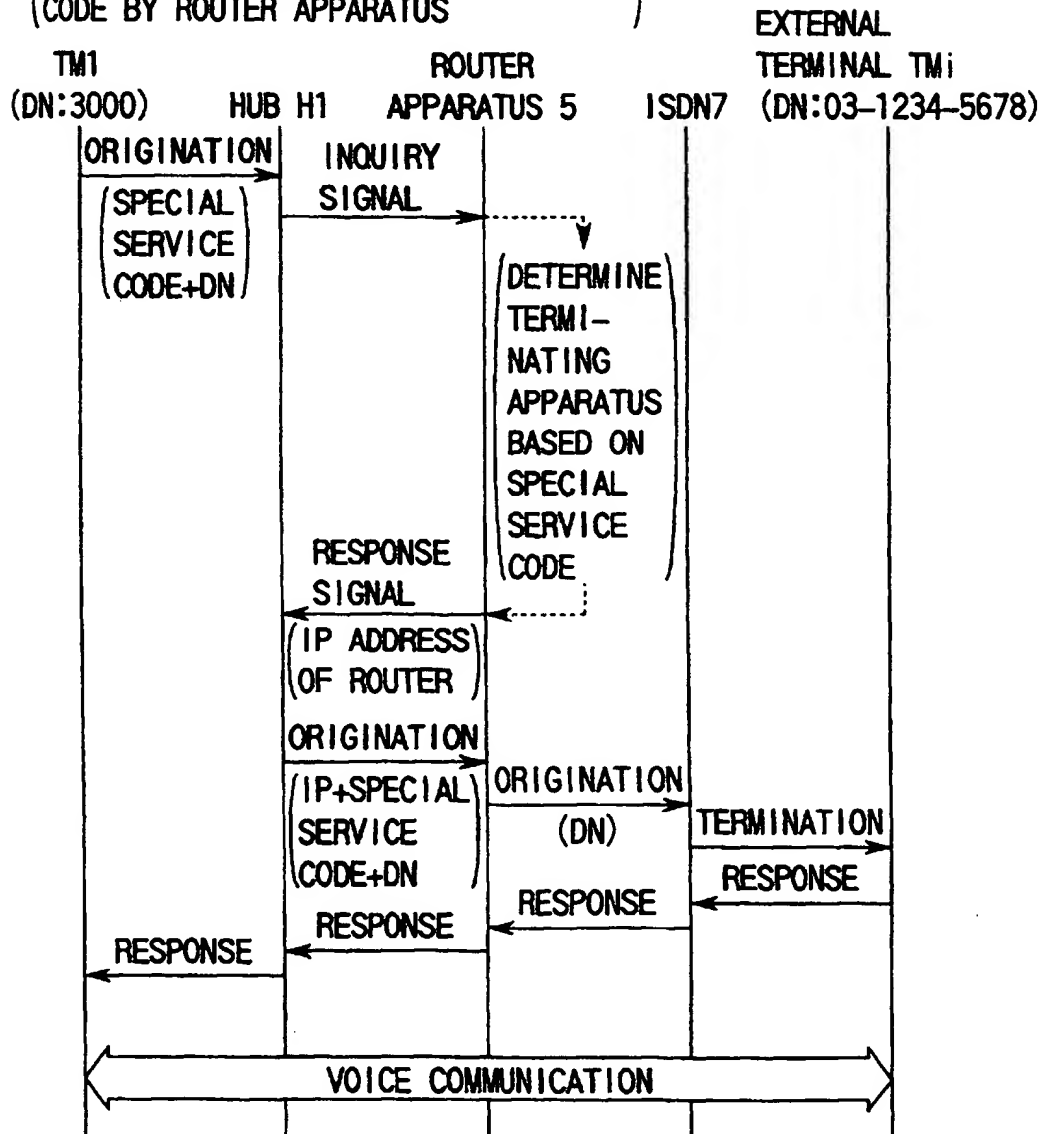 (CODE BY ROUTER APPARATUS )
EXTERNAL
TM1 ROUTER TERMINAL TMi
(DN:3000) HUB H1 APPARATUS 5 ISDN7 (DN:03-1234-5678)
ORIGINATION
INQUIRY
SIGNAL
(SPECIAL
SERVICE
CODE+DN)
(DETERMINE
TERMI-
NATING
APPARATUS
BASED ON
SPECIAL
SERVICE
CODE)
RESPONSE
SIGNAL
(IP ADDRESS
OF ROUTER)
ORIGINATION
(IP+SPECIAL
SERVICE
CODE+DN)
ORIGINATION
(DN)
TERMINATION
RESPONSE
RESPONSE
RESPONSE
RESPONSE
VOICE COMMUNICATION